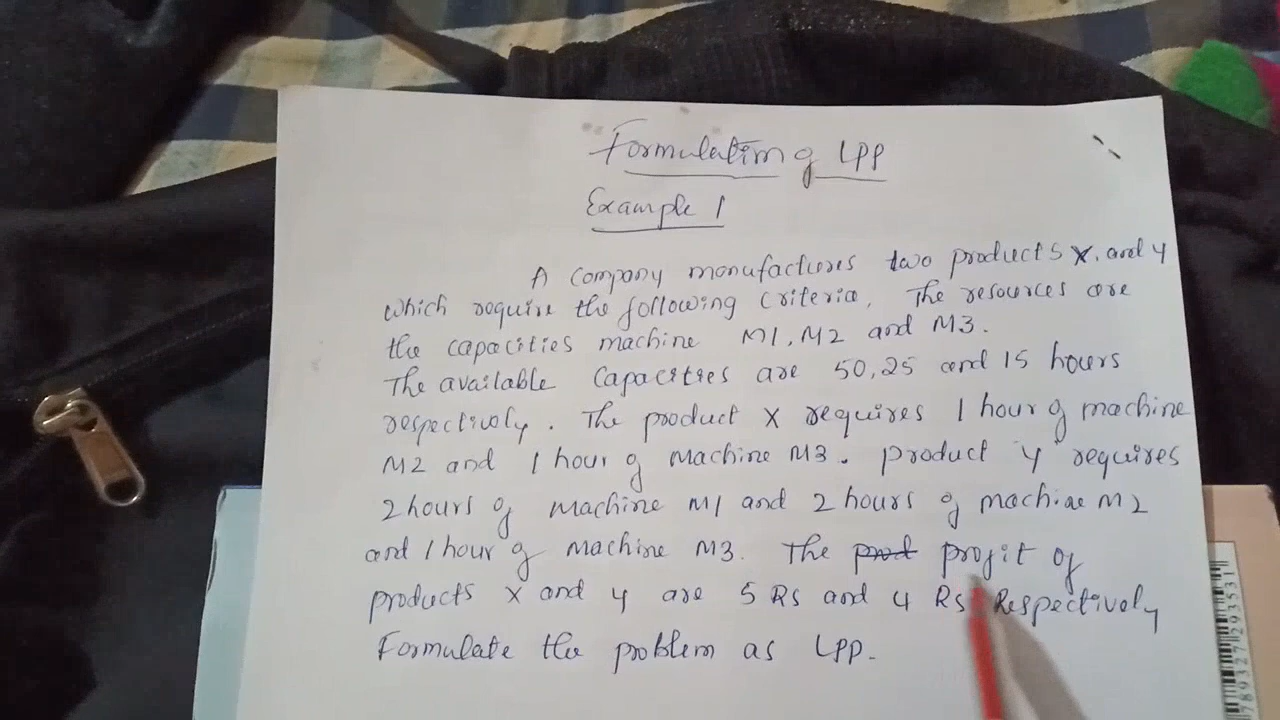 Formulation of LPP
Example 1
A company manufactures two products x, and y
which require the following criteria, The resources are
the capacities machine M1, M2 and M3.
The available Capacities are 50, 25 and 15 hours
respectively. The product x requires 1 hour of machine
M2 and 1 hour of machine M3. product y requires
2 hours of machine M1 and 2 hours of machine M2
and 1 hour of machine M3. The prod profit of
products x and y are 5 Rs and 4 Rs Respectively
Formulate the problem as LPP.
789327293531